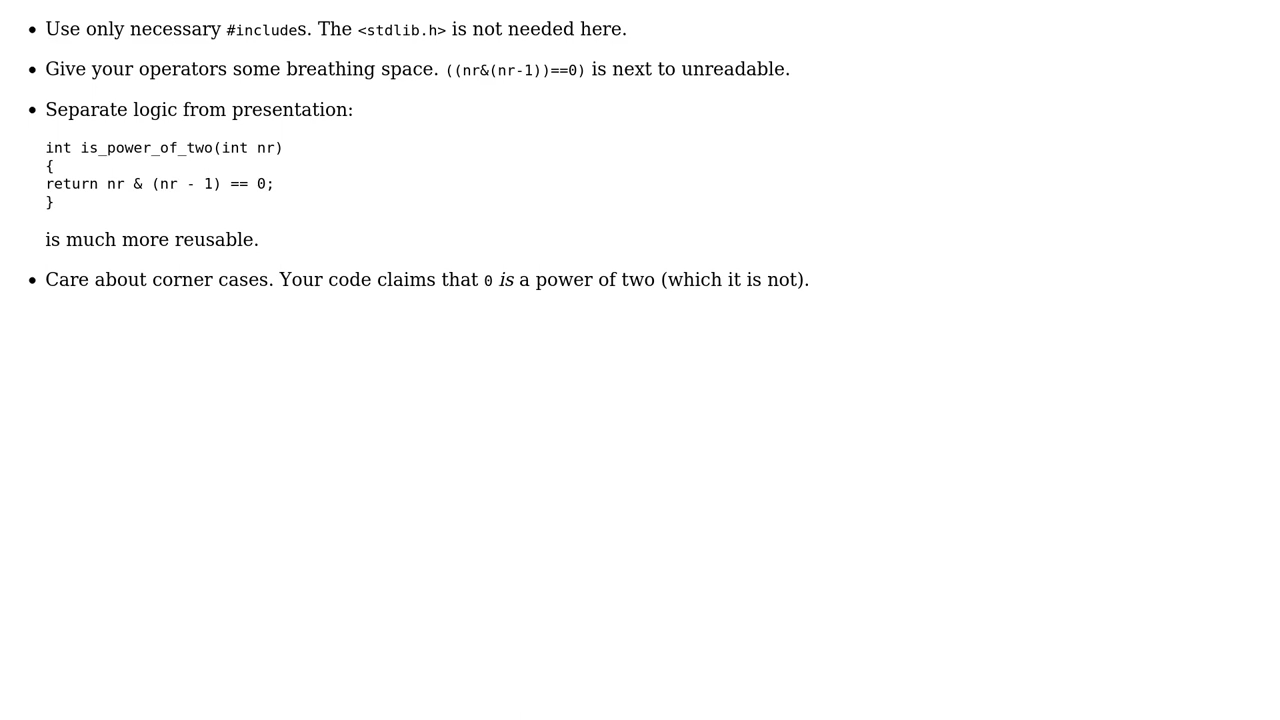 Use only necessary #includes. The <stdlib.h> is not needed here.
Give your operators some breathing space. ((nr&(nr-1))==0) is next to unreadable.
Separate logic from presentation:
int is_power_of_two(int nr)
{
return nr & (nr - 1) == 0;
}
is much more reusable.
Care about corner cases. Your code claims that 0 is a power of two (which it is not).